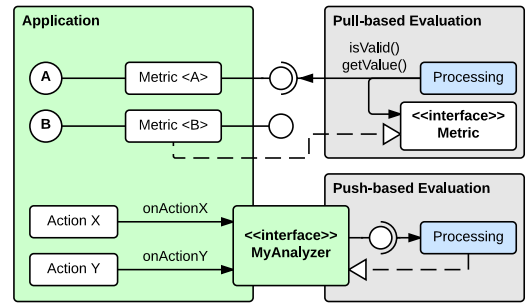 Application
Pull-based Evaluation
isValid()
getValue()
A
Metric <A>
Processing
B
Metric <B>
<<interface>>
Metric
Push-based Evaluation
Action X
onActionX
<<interface>>
MyAnalyzer
Processing
Action Y
onActionY